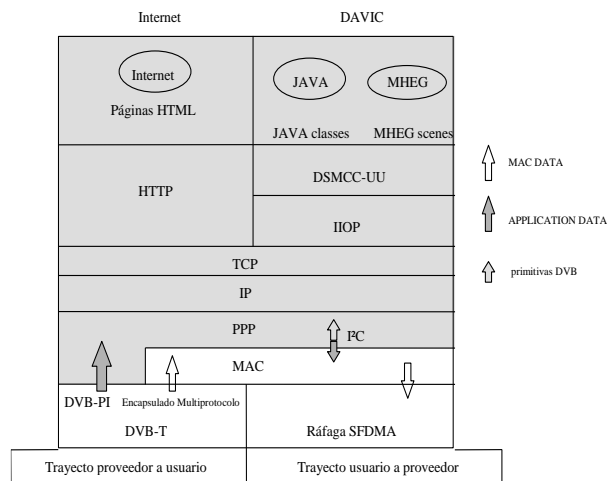 Internet
DAVIC
Internet
JAVA
MHEG
Páginas HTML
JAVA classes
MHEG scenes
HTTP
DSMCC-UU
IIOP
MAC DATA
APPLICATION DATA
primitivas DVB
TCP
IP
PPP
I²C
MAC
DVB-PI
Encapsulado Multiprotocolo
DVB-T
Ráfaga SFDMA
Trayecto proveedor a usuario
Trayecto usuario a proveedor